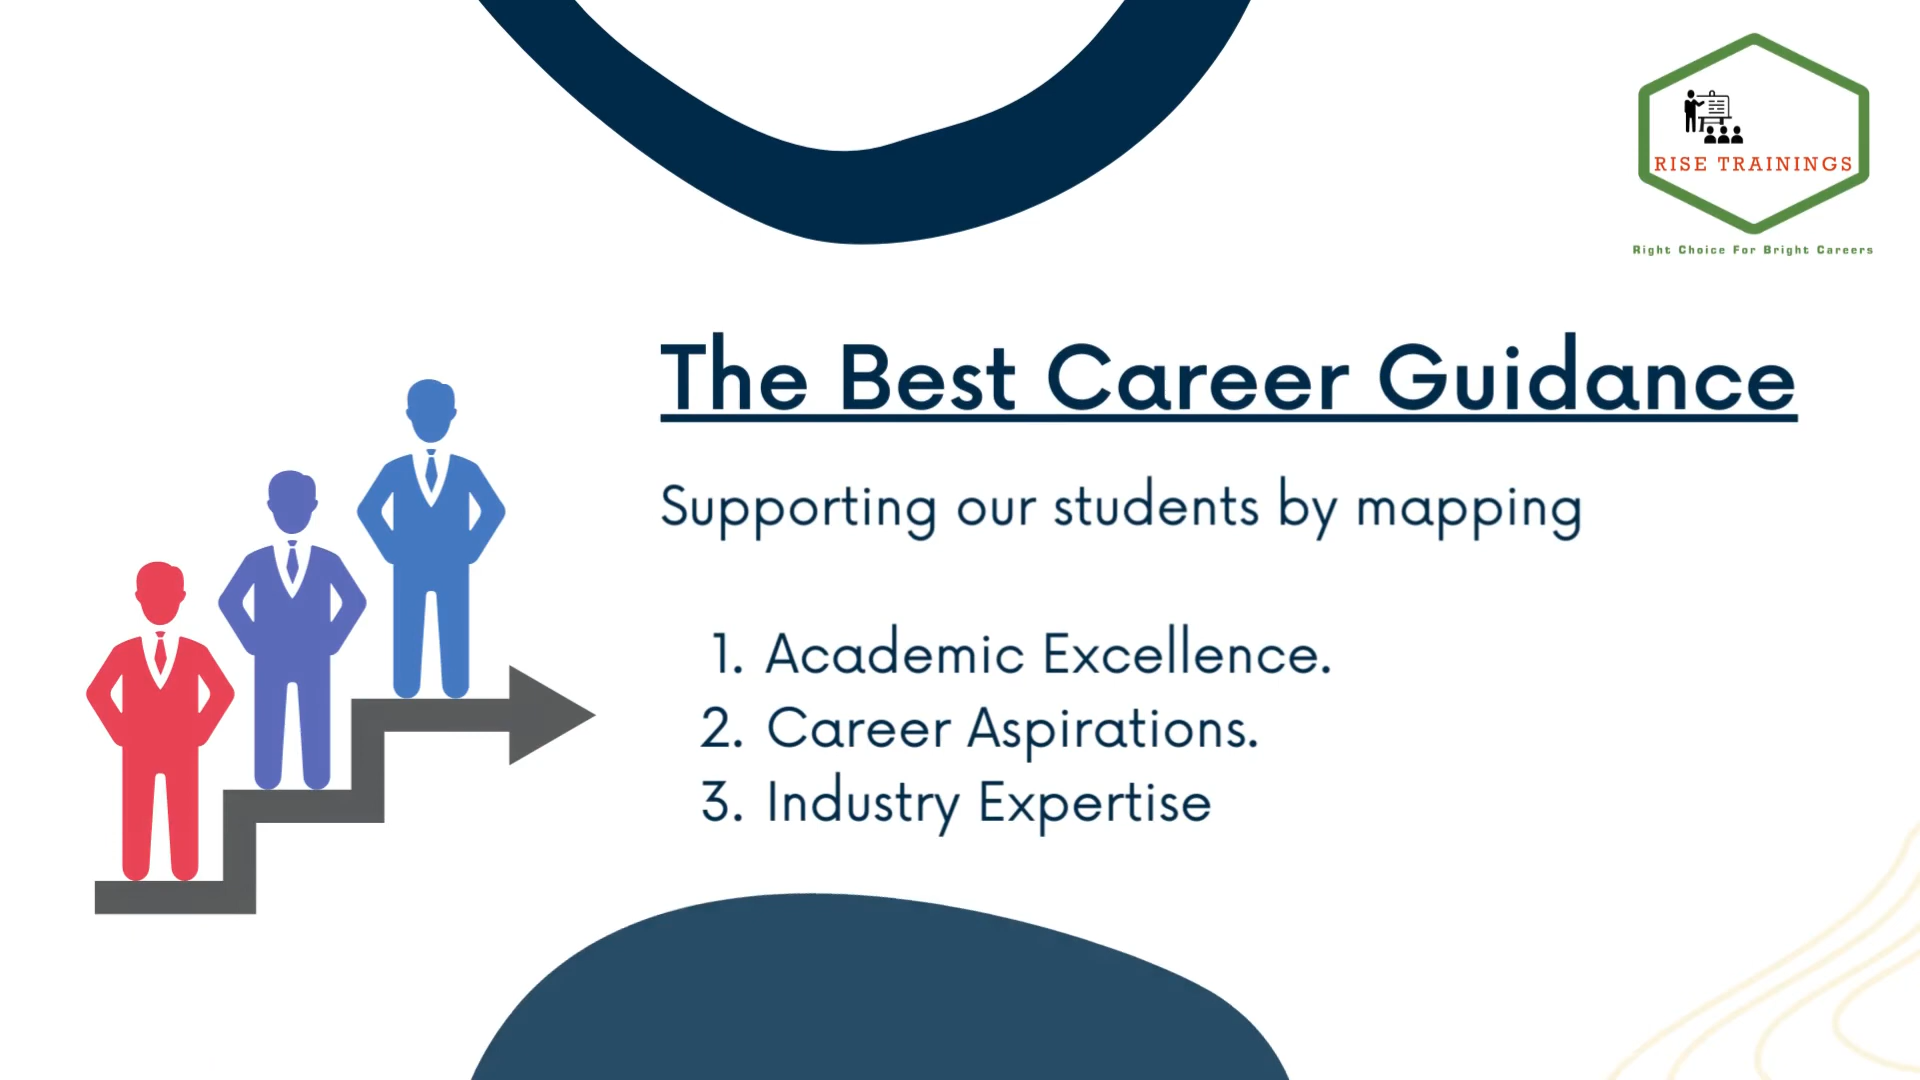 RISE TRAININGS
Right Choice For Bright Careers
The Best Career Guidance
Supporting our students by mapping
1. Academic Excellence.
2. Career Aspirations.
3. Industry Expertise